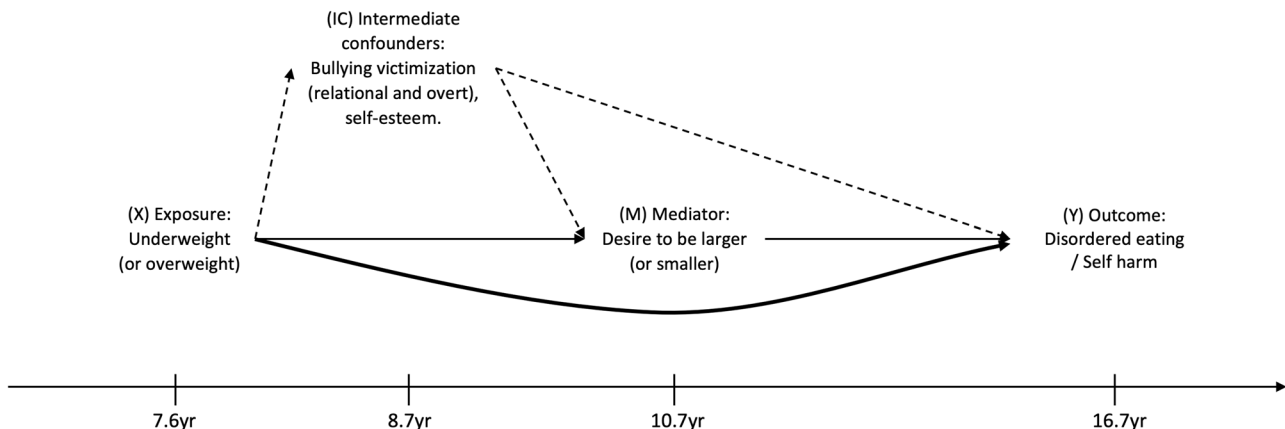 (IC) Intermediate
confounders:
Bullying victimization
(relational and overt),
self-esteem.
(X) Exposure:
Underweight
(or overweight)
(M) Mediator:
Desire to be larger
(or smaller)
(Y) Outcome:
Disordered eating
/ Self harm
7.6yr
8.7yr
10.7yr
16.7yr